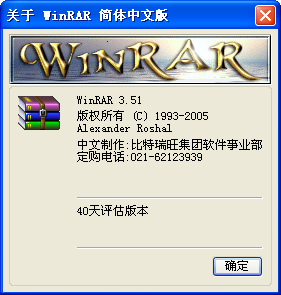 关于 WinRAR 简体中文版
WINRAR
WinRAR 3.51
版权所有 (C) 1993-2005
Alexander Roshal
中文制作:比特瑞旺集团软件事业部
定购电话:021-62123939
40天评估版本
确定